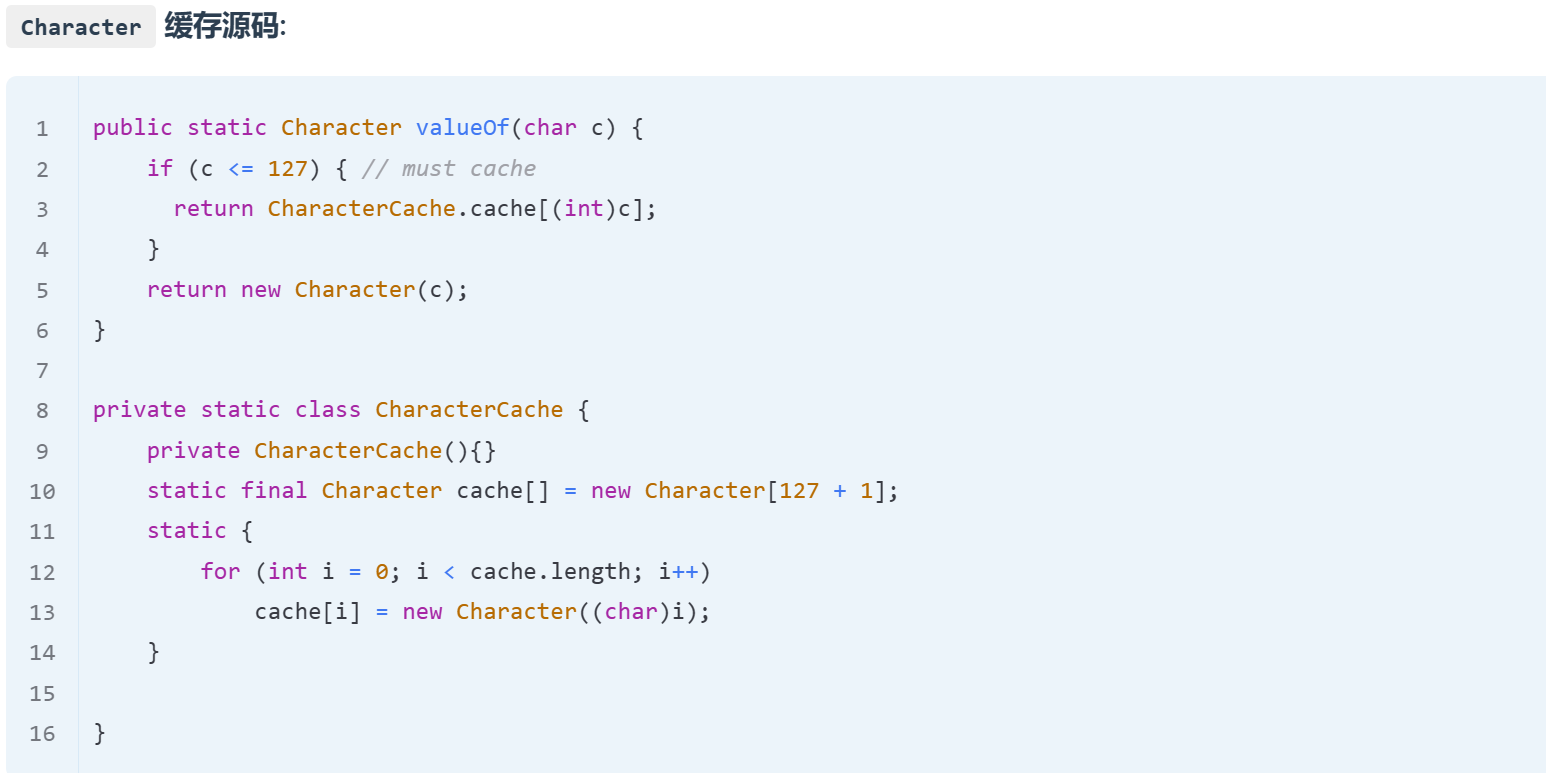 Character 缓存源码:
1 public static Character valueOf(char c) {
2     if (c <= 127) { // must cache
3       return CharacterCache.cache[(int)c];
4     }
5     return new Character(c);
6 }
7
8 private static class CharacterCache {
9     private CharacterCache(){}
10     static final Character cache[] = new Character[127 + 1];
11     static {
12         for (int i = 0; i < cache.length; i++)
13             cache[i] = new Character((char)i);
14     }
15
16 }